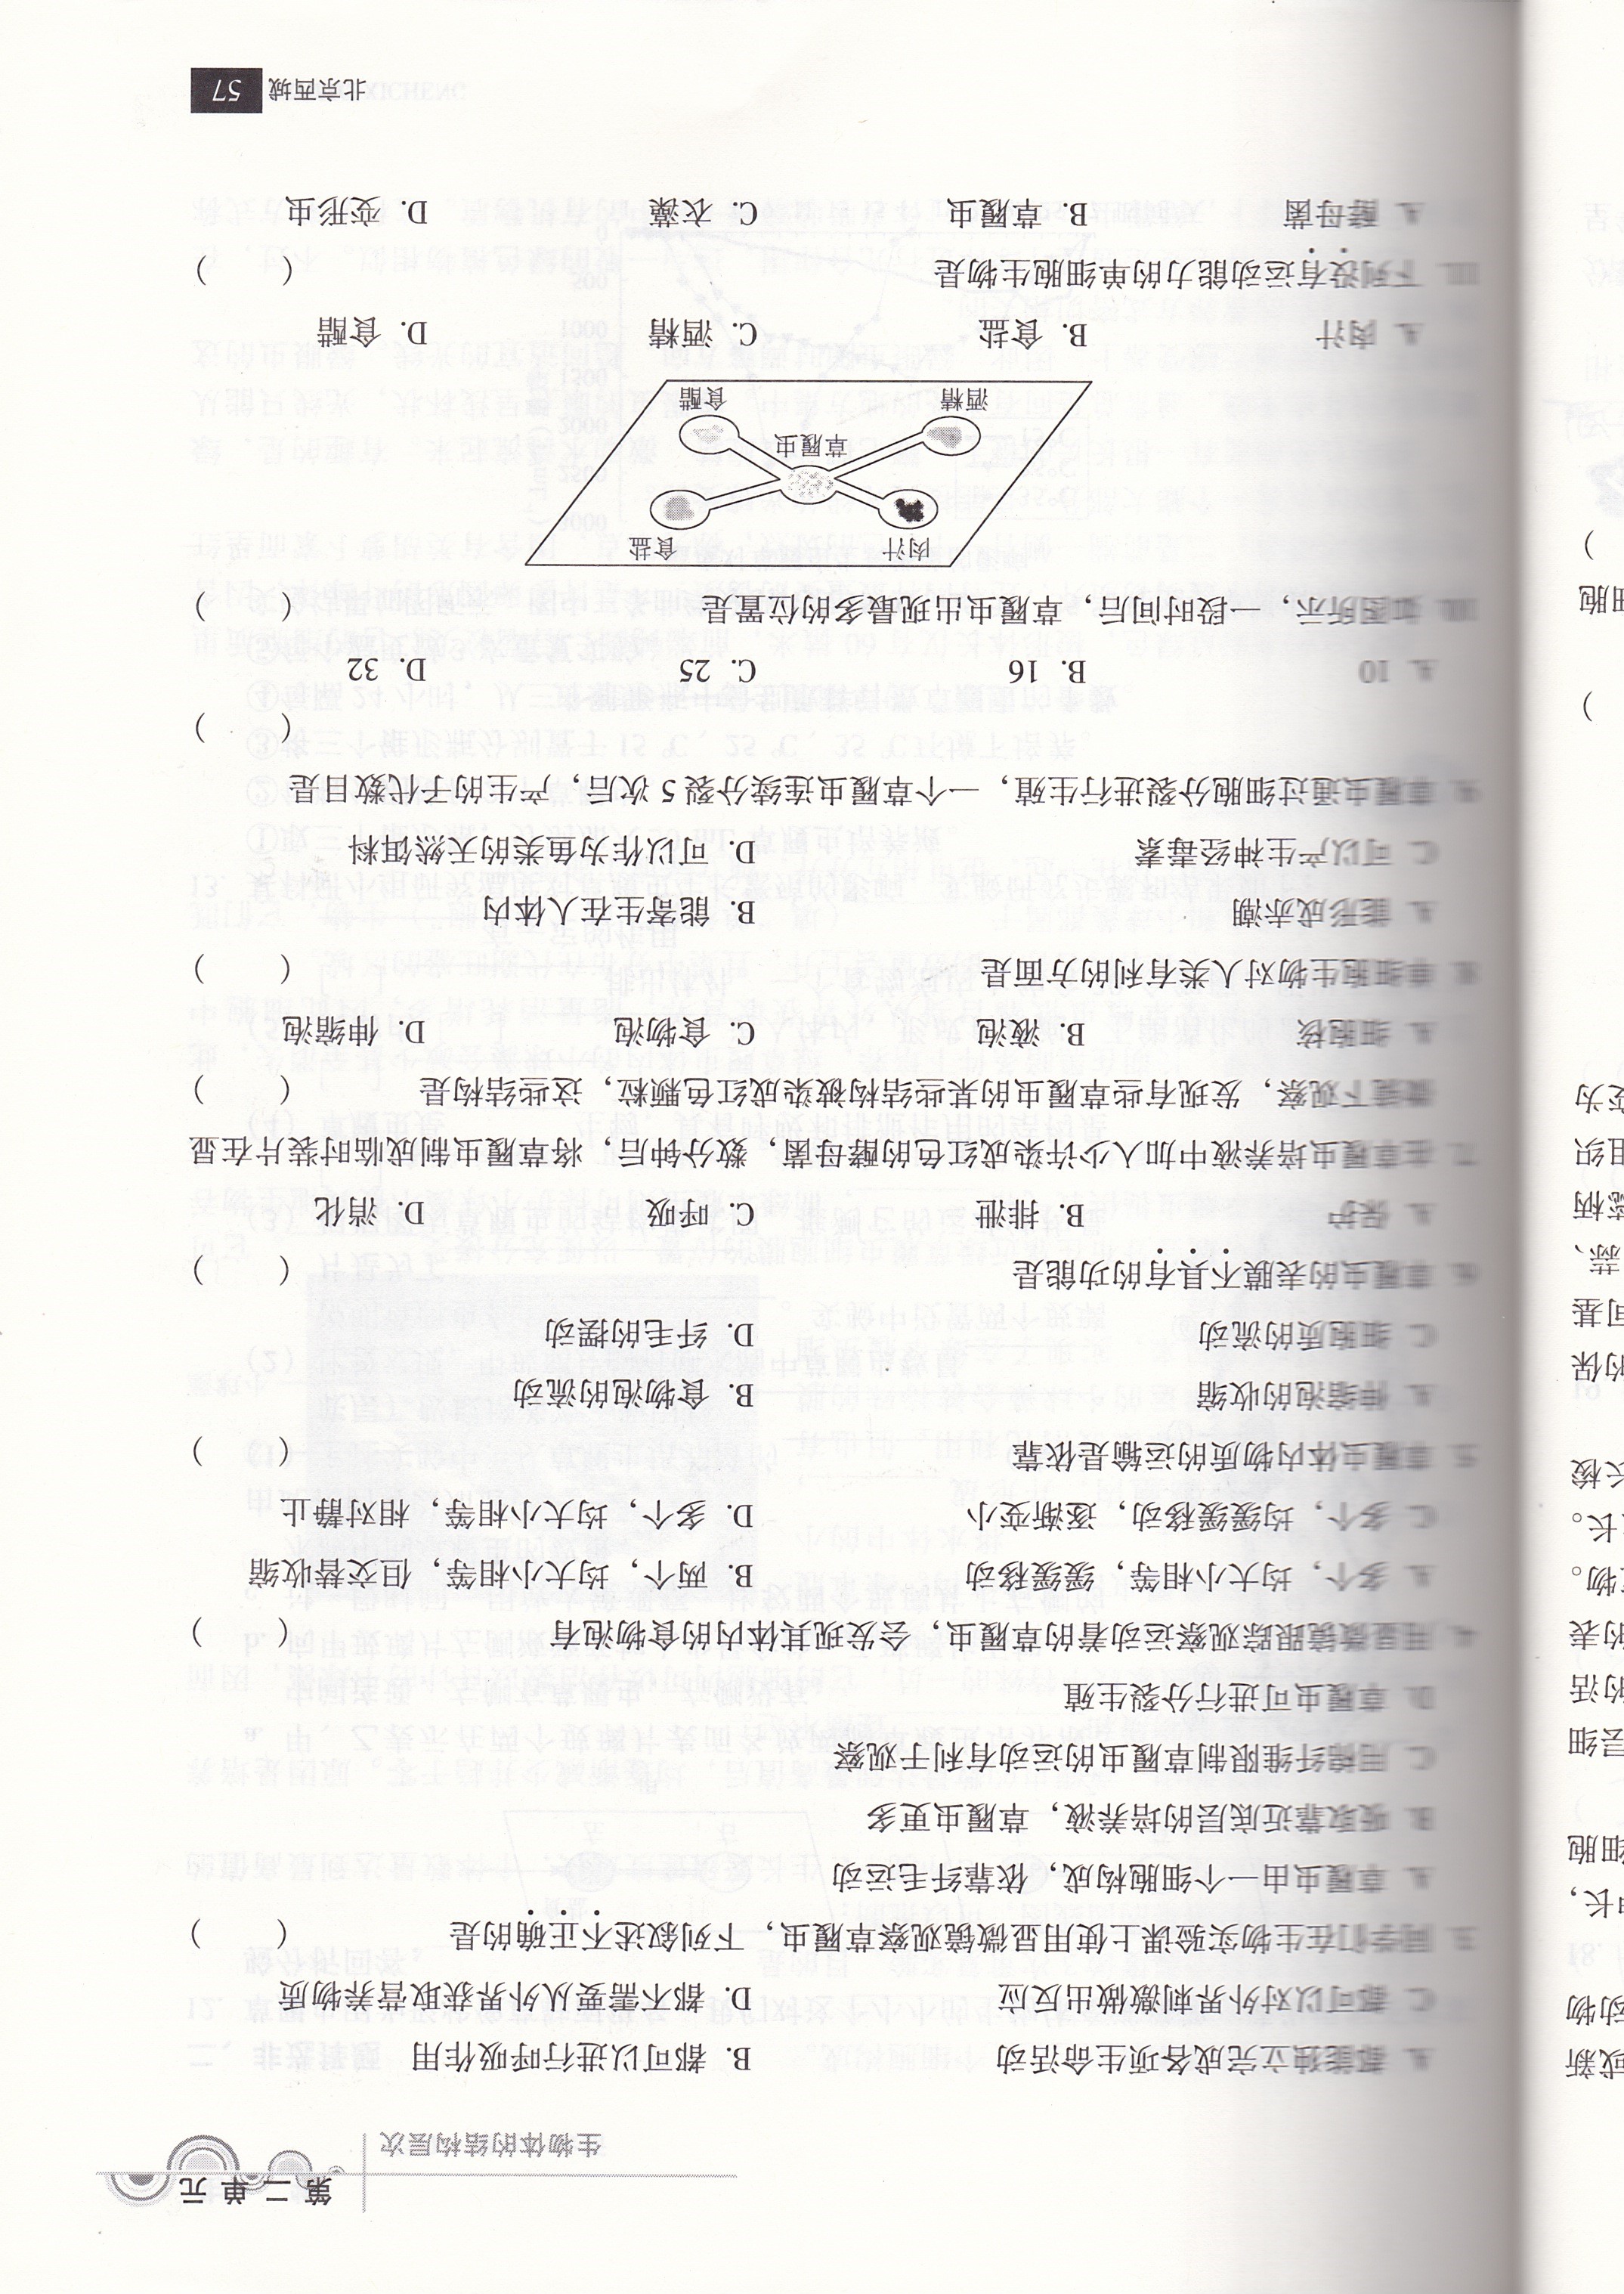 第二单元
生物体的结构层次
A. 都能独立完成各项生命活动 B. 都可以进行呼吸作用
C. 都可以对外界刺激做出反应 D. 都不需要从外界获取营养物质
3. 同学们在生物实验课上使用显微镜观察草履虫，下列叙述不正确的是 ( )
A. 草履虫由一个细胞构成，依靠纤毛运动
B. 吸取靠近底层的培养液，草履虫更多
C. 用棉纤维限制草履虫的运动有利于观察
D. 草履虫可进行分裂生殖
4. 用显微镜跟踪观察运动着的草履虫，会发现其体内的食物泡有 ( )
A. 多个，均大小相等，缓缓移动 B. 两个，均大小相等，但交替收缩
C. 多个，均缓缓移动，逐渐变小 D. 多个，均大小相等，相对静止
5. 草履虫体内物质的运输是依靠 ( )
A. 伸缩泡的收缩 B. 食物泡的流动
C. 细胞质的流动 D. 纤毛的摆动
6. 草履虫的表膜不具有的功能是 ( )
A. 保护 B. 排泄 C. 呼吸 D. 消化
7. 在草履虫培养液中加入少许染成红色的酵母菌，数分钟后，将草履虫制成临时装片在显
微镜下观察，发现有些草履虫的某些结构被染成红色颗粒，这些结构是 ( )
A. 细胞核 B. 液泡 C. 食物泡 D. 伸缩泡
8. 单细胞生物对人类有利的方面是 ( )
A. 能形成赤潮 B. 能寄生在人体内
C. 可以产生神经毒素 D. 可以作为鱼类的天然饵料
9. 草履虫通过细胞分裂进行生殖，一个草履虫连续分裂 5 次后，产生的子代数目是
( )
A. 10 B. 16 C. 25 D. 32
10. 如图所示，一段时间后，草履虫出现最多的位置是 ( )
肉汁 食盐
草履虫
酒精 食醋
A. 肉汁 B. 食盐 C. 酒精 D. 食醋
11. 下列没有运动能力的单细胞生物是 ( )
A. 酵母菌 B. 草履虫 C. 衣藻 D. 变形虫
北京西城 57